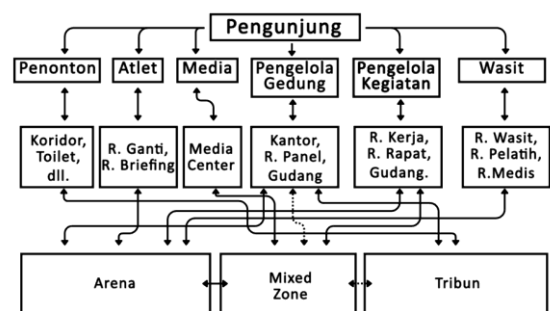 Pengunjung
Penonton
Atlet
Media
Pengelola
Gedung
Pengelola
Kegiatan
Wasit
Koridor,
Toilet,
dll.
R. Ganti,
R. Briefing
Media
Center
Kantor,
R. Panel,
Gudang
R. Kerja,
R. Rapat,
Gudang.
R. Wasit,
R. Pelatih,
R.Medis
Arena
Mixed
Zone
Tribun